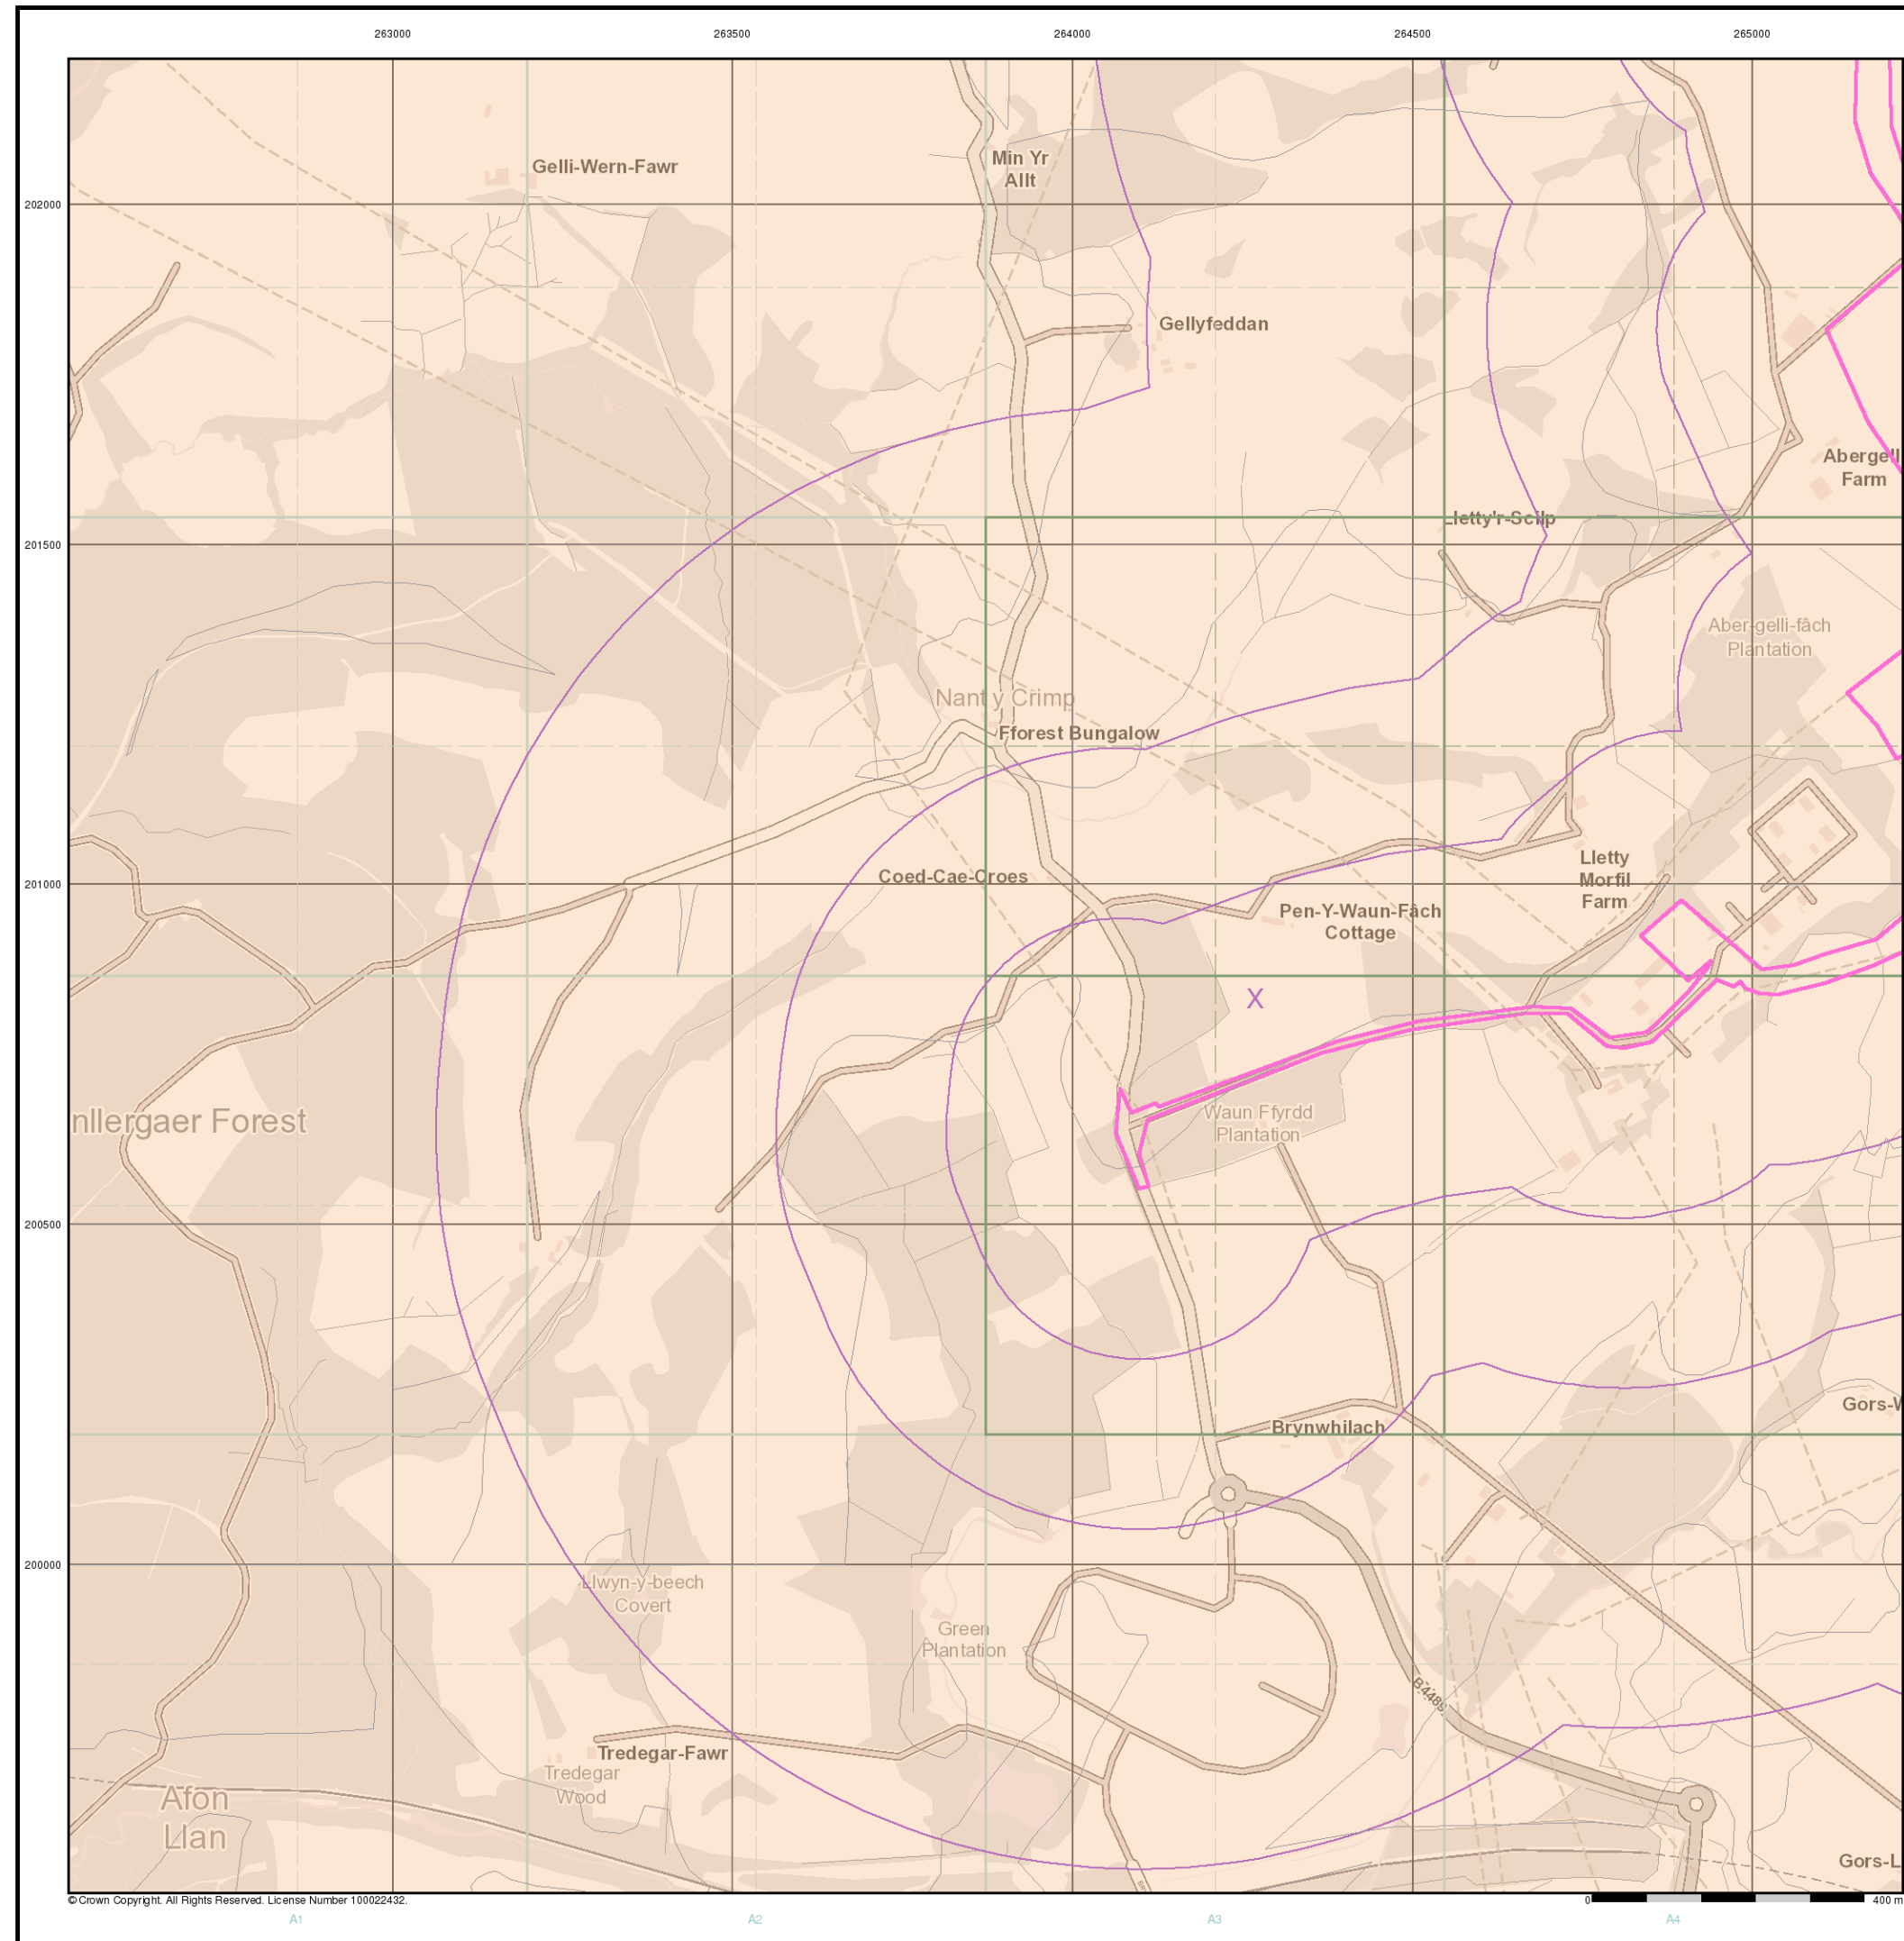 263000
263500
264000
264500
265000
202000
201500
201000
200500
200000
Gelli-Wern-Fawr
Min Yr
Allt
Gellyfeddan
Abergell
Farm
Lletty'r-Scilp
Aber-gelli-fâch
Plantation
Nant y Crimp
Fforest Bungalow
Coed-Cae-Croes
Lletty
Morfil
Farm
Pen-Y-Waun-Fâch
Cottage
X
nllergaer Forest
Waun Ffyrdd
Plantation
Gors-W
Brynwhilach
Llwyn-y-beech
Covert
Green
Plantation
Tredegar-Fawr
Tredegar
Wood
Afon
Llan
Gors-L
© Crown Copyright. All Rights Reserved. License Number 100022432.
0
400 m
A1
A2
A3
A4